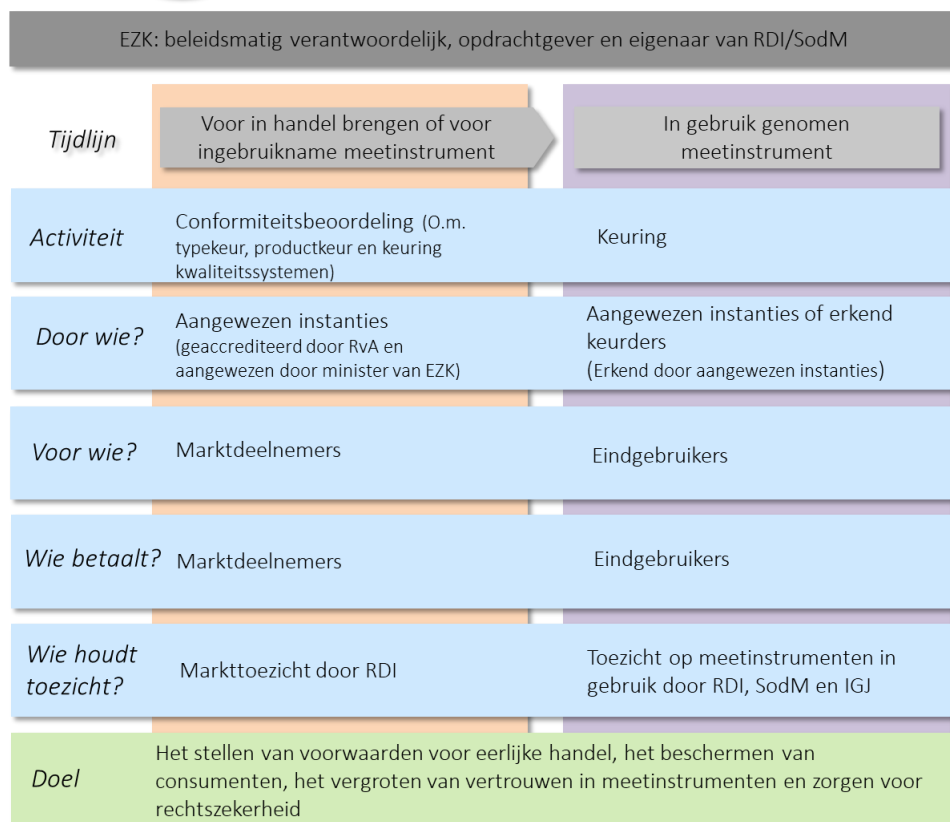 EZK: beleidsmatig verantwoordelijk, opdrachtgever en eigenaar van RDI/SodM
Tijdlijn
Voor in handel brengen of voor
ingebruikname meetinstrument
In gebruik genomen
meetinstrument
Activiteit
Conformiteitsbeoordeling (O.m.
typekeur, productkeur en keuring
kwaliteitssystemen)
Keuring
Door wie?
Aangewezen instanties
(geaccrediteerd door RvA en
aangewezen door minister van EZK)
Aangewezen instanties of erkend
keurders
(Erkend door aangewezen instanties)
Voor wie?
Marktdeelnemers
Eindgebruikers
Wie betaalt?
Marktdeelnemers
Eindgebruikers
Wie houdt
toezicht?
Markttoezicht door RDI
Toezicht op meetinstrumenten in
gebruik door RDI, SodM en IGJ
Doel
Het stellen van voorwaarden voor eerlijke handel, het beschermen van
consumenten, het vergroten van vertrouwen in meetinstrumenten en zorgen voor
rechtszekerheid